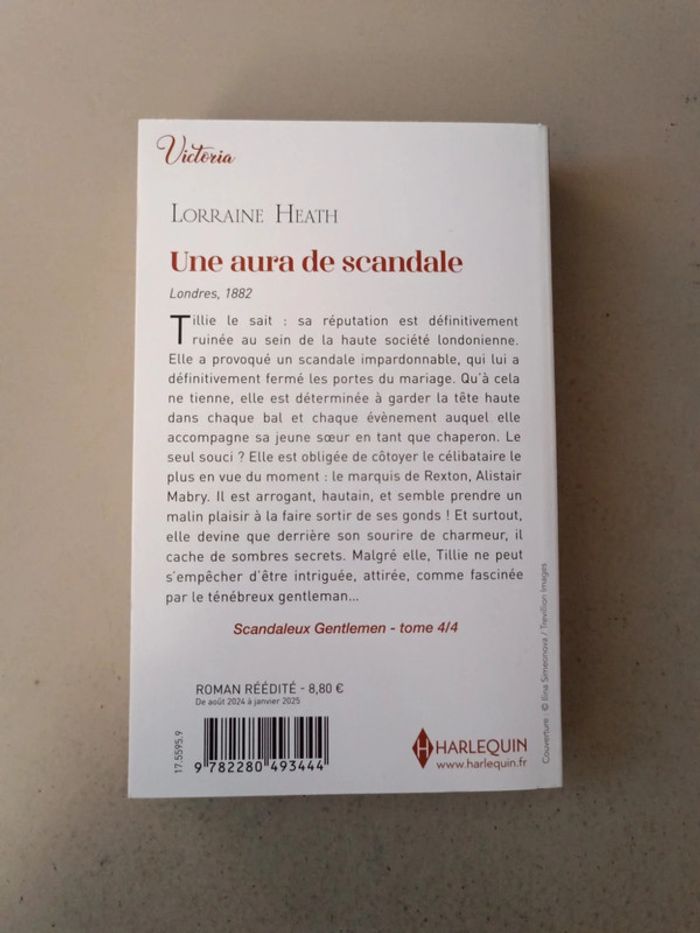 Victoria
LORRAINE HEATH
Une aura de scandale
Londres, 1882
Tillie le sait : sa réputation est définitivement
ruinée au sein de la haute société londonienne.
Elle a provoqué un scandale impardonnable, qui lui a
définitivement fermé les portes du mariage. Qu'à cela
ne tienne, elle est déterminée à garder la tête haute
dans chaque bal et chaque évènement auquel elle
accompagne sa jeune sœur en tant que chaperon. Le
seul souci ? Elle est obligée de côtoyer le célibataire le
plus en vue du moment : le marquis de Rexton, Alistair
Mabry. Il est arrogant, hautain, et semble prendre un
malin plaisir à la faire sortir de ses gonds ! Et surtout,
elle devine que derrière son sourire de charmeur, il
cache de sombres secrets. Malgré elle, Tillie ne peut
s'empêcher d'être intriguée, attirée, comme fascinée
par le ténébreux gentleman...
Scandaleux Gentlemen - tome 4/4
ROMAN RÉÉDITÉ - 8,80 €
De août 2024 à janvier 2025
17.5595.9
9 782280 493444
H HARLEQUIN
www.harlequin.fr
Couverture : © Ilina Simeonova / Trevillion Images